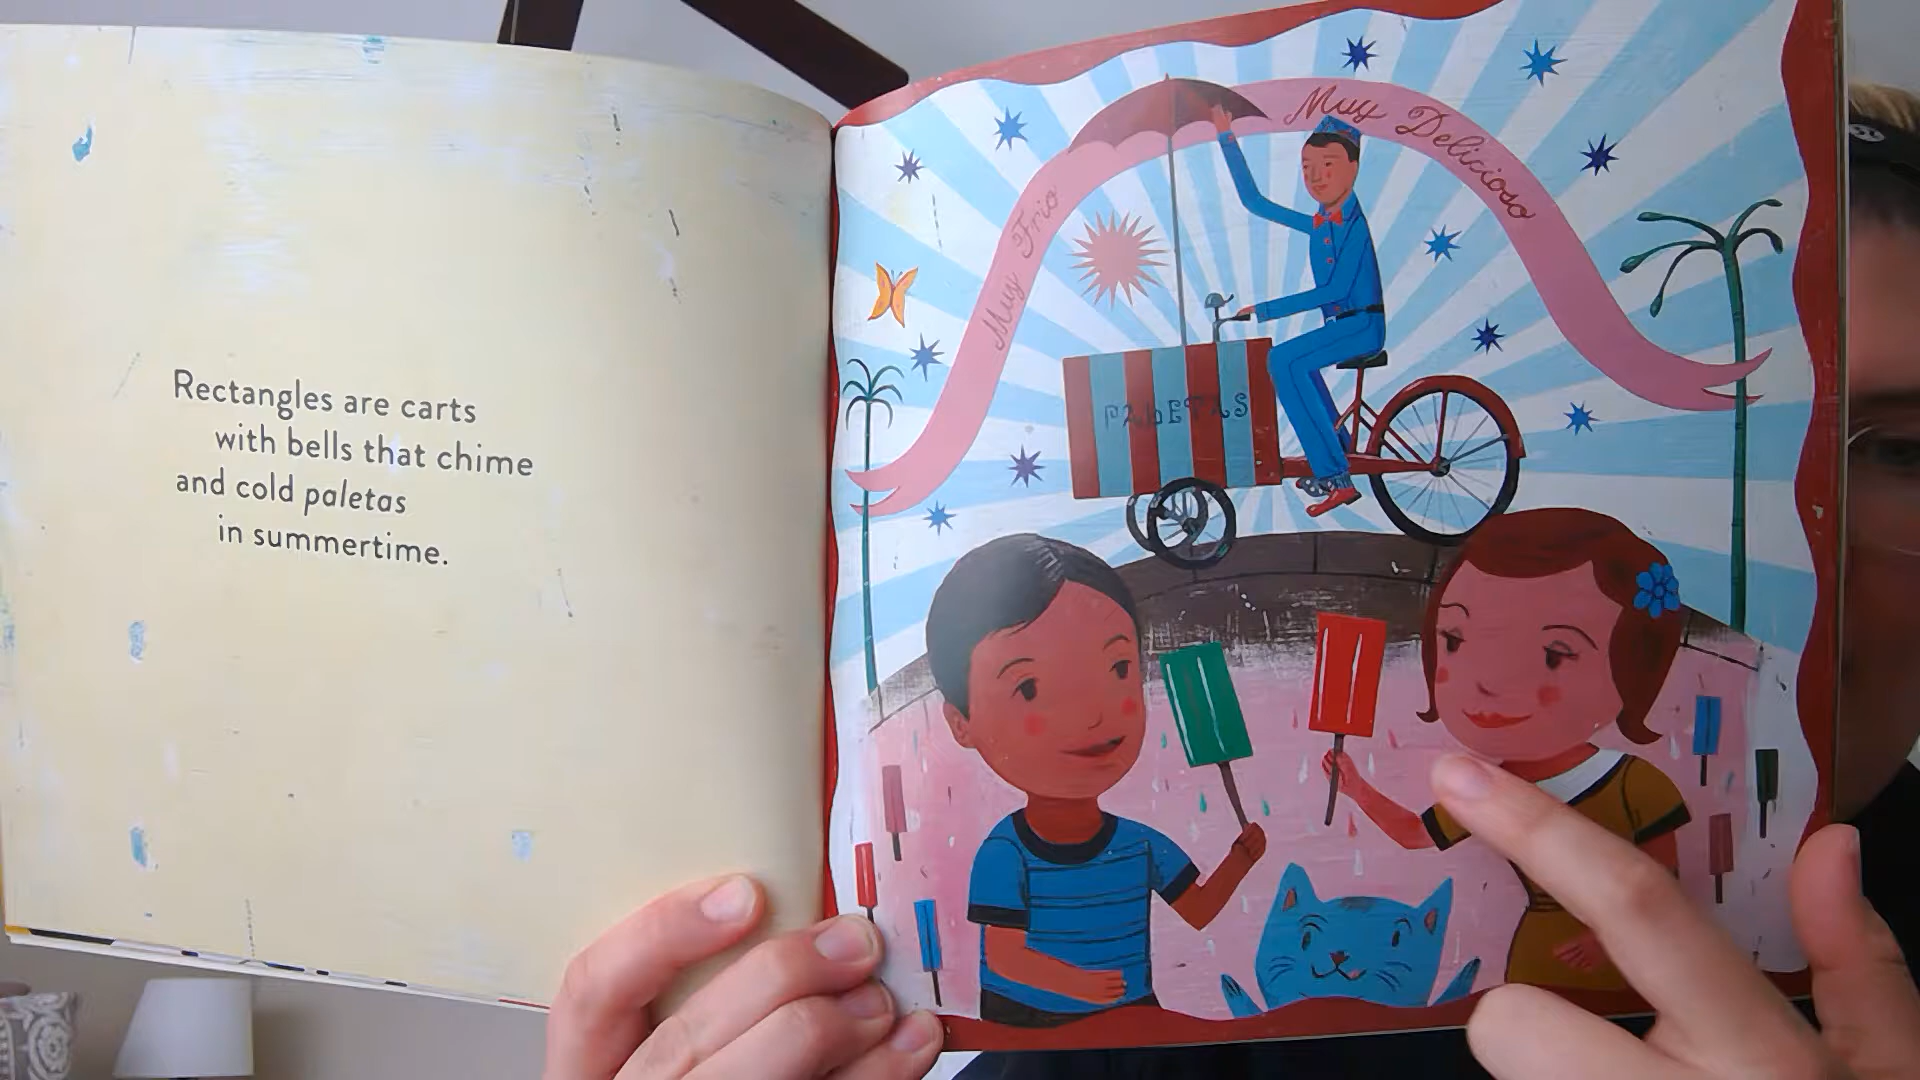 Rectangles are carts
with bells that chime
and cold paletas
in summertime.
Muy Frio
Muy Delicioso
PALETAS